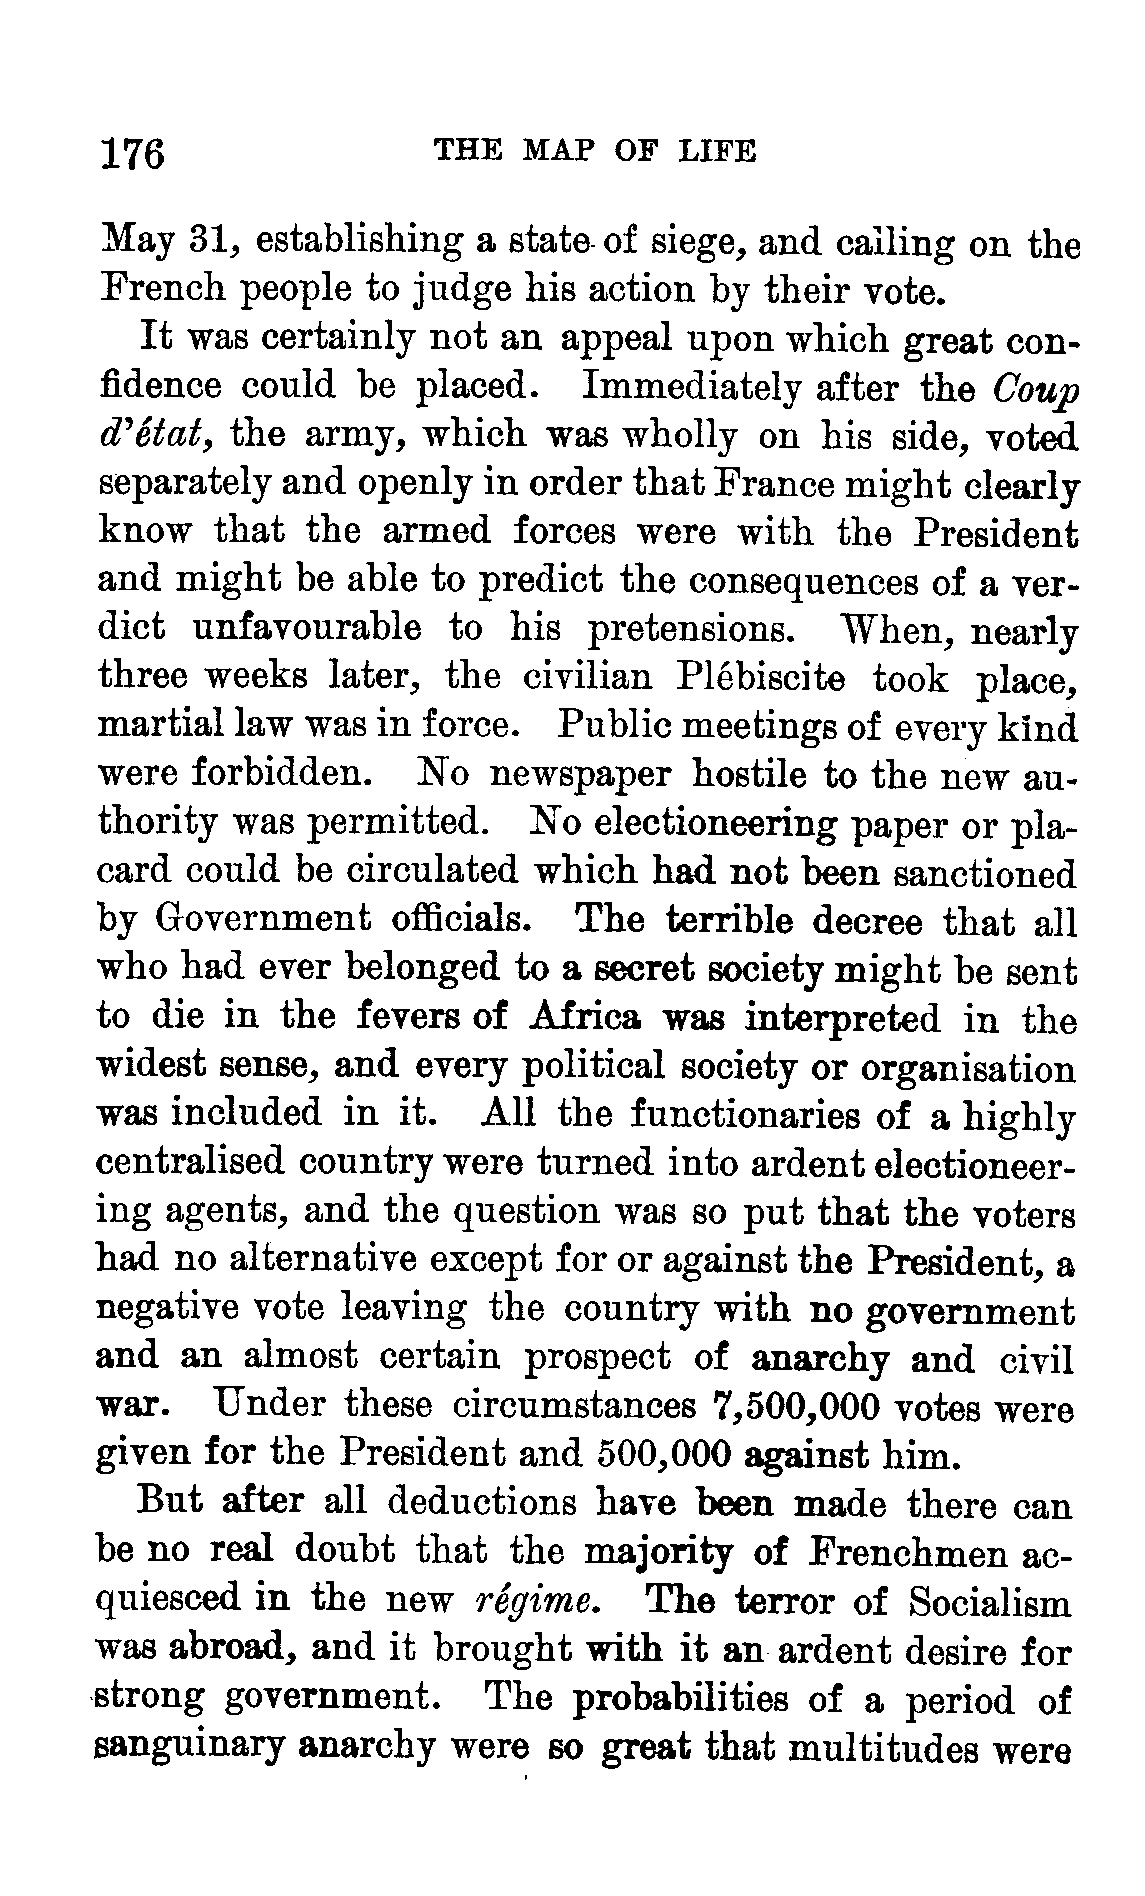 176 THE MAP OF LIFE
May 31, establishing a state of siege, and calling on the
French people to judge his action by their vote.
It was certainly not an appeal upon which great con-
fidence could be placed. Immediately after the Coup
d'état, the army, which was wholly on his side, voted
separately and openly in order that France might clearly
know that the armed forces were with the President
and might be able to predict the consequences of a ver-
dict unfavourable to his pretensions. When, nearly
three weeks later, the civilian Plébiscite took place,
martial law was in force. Public meetings of every kind
were forbidden. No newspaper hostile to the new au-
thority was permitted. No electioneering paper or pla-
card could be circulated which had not been sanctioned
by Government officials. The terrible decree that all
who had ever belonged to a secret society might be sent
to die in the fevers of Africa was interpreted in the
widest sense, and every political society or organisation
was included in it. All the functionaries of a highly
centralised country were turned into ardent electioneer-
ing agents, and the question was so put that the voters
had no alternative except for or against the President, a
negative vote leaving the country with no government
and an almost certain prospect of anarchy and civil
war. Under these circumstances 7,500,000 votes were
given for the President and 500,000 against him.
But after all deductions have been made there can
be no real doubt that the majority of Frenchmen ac-
quiesced in the new régime. The terror of Socialism
was abroad, and it brought with it an ardent desire for
strong government. The probabilities of a period of
sanguinary anarchy were so great that multitudes were